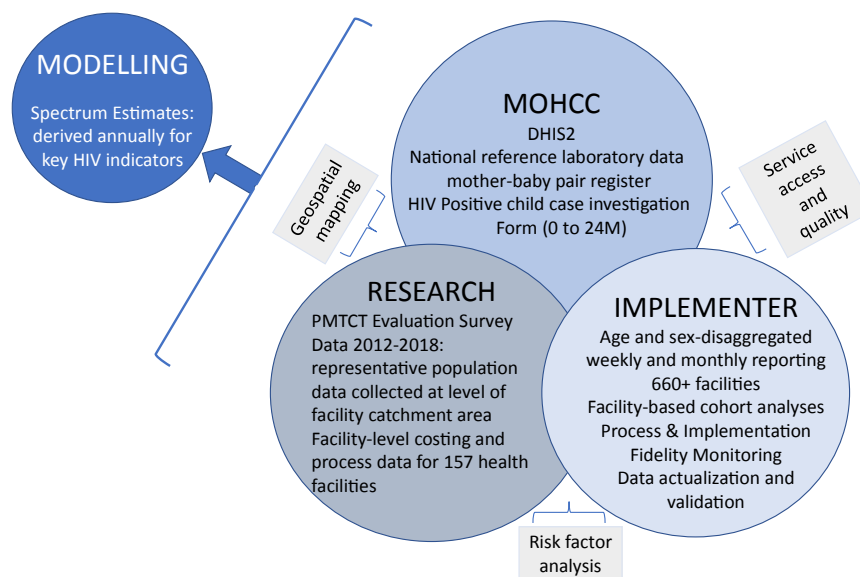 MODELLING
Spectrum Estimates:
derived annually for
key HIV indicators
Geospatial
mapping
MOHCC
DHIS2
National reference laboratory data
mother-baby pair register
HIV Positive child case investigation
Form (0 to 24M)
Service
access
and
quality
RESEARCH
PMTCT Evaluation Survey
Data 2012-2018:
representative population
data collected at level of
facility catchment area
Facility-level costing and
process data for 157 health
facilities
IMPLEMENTER
Age and sex-disaggregated
weekly and monthly reporting
660+ facilities
Facility-based cohort analyses
Process & Implementation
Fidelity Monitoring
Data actualization and
validation
Risk factor
analysis